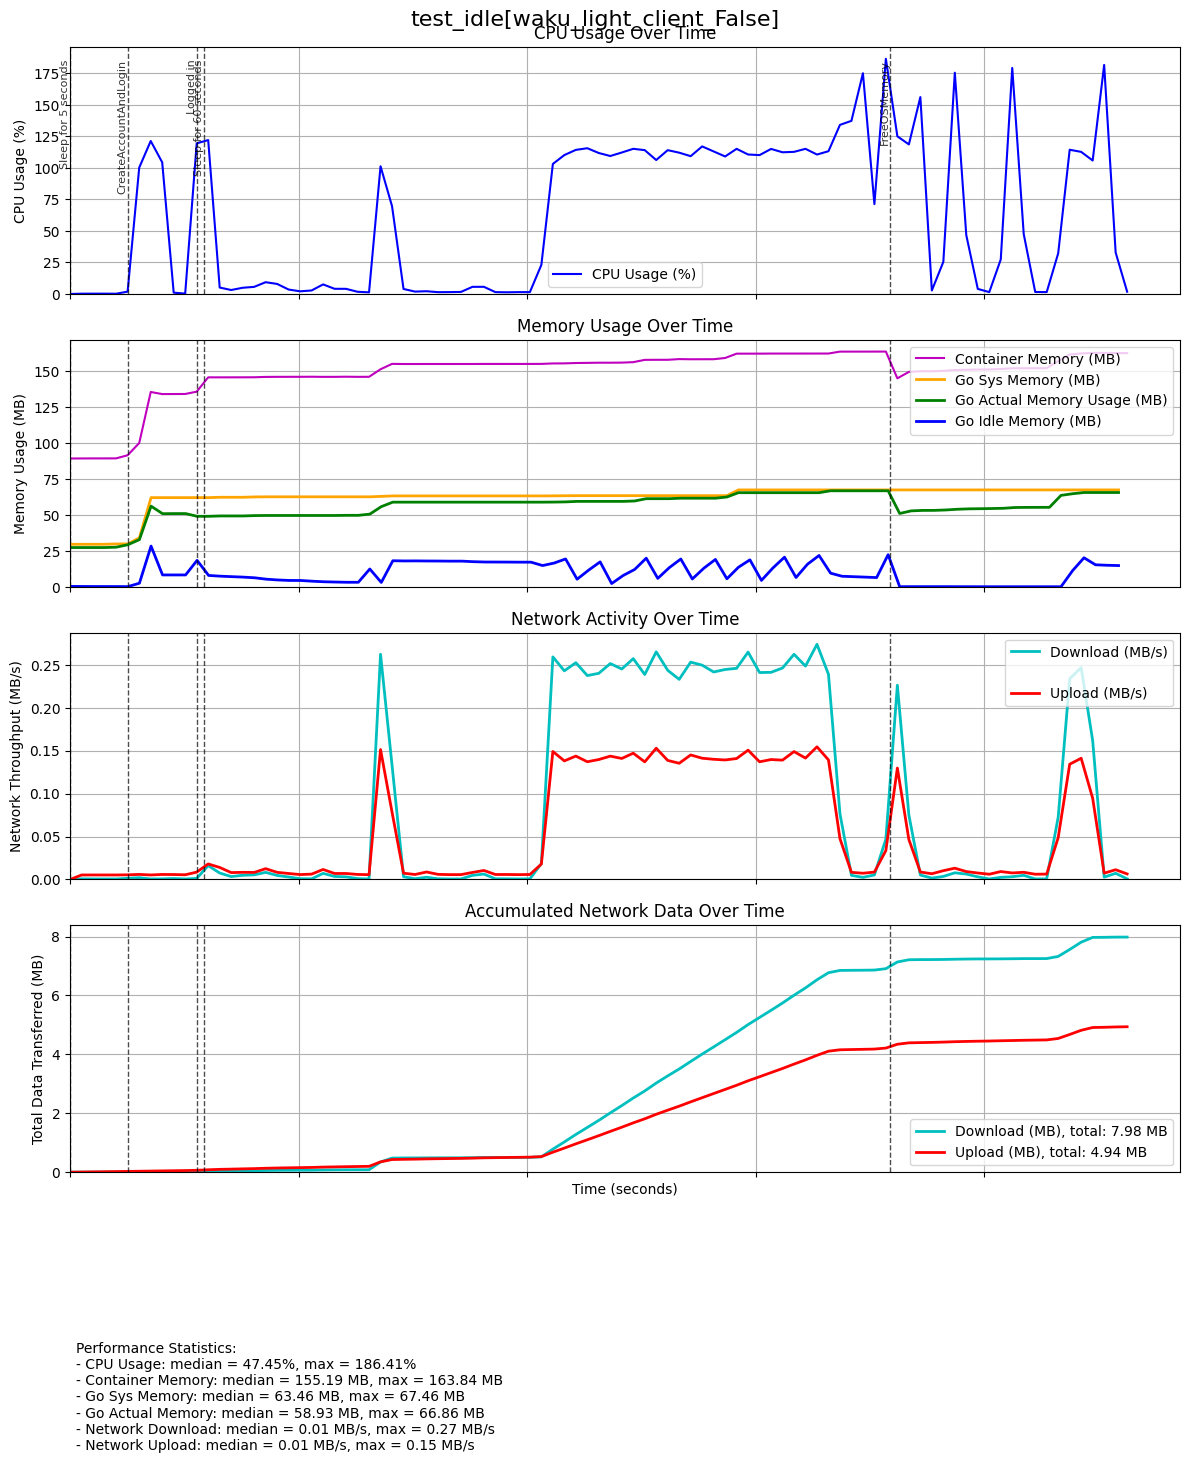 test_idle[waku_light_client_False]
CPU Usage Over Time
CPU Usage (%)
175
150
125
100
75
50
25
0
Sleep for 5 seconds
CreateAccountAndLogin
Logged in
Sleep for 60 seconds
FreeOSMemory
CPU Usage (%)
Memory Usage Over Time
Memory Usage (MB)
150
125
100
75
50
25
0
Container Memory (MB)
Go Sys Memory (MB)
Go Actual Memory Usage (MB)
Go Idle Memory (MB)
Network Activity Over Time
Network Throughput (MB/s)
0.25
0.20
0.15
0.10
0.05
0.00
Download (MB/s)
Upload (MB/s)
Accumulated Network Data Over Time
Total Data Transferred (MB)
8
6
4
2
0
Download (MB), total: 7.98 MB
Upload (MB), total: 4.94 MB
Time (seconds)
Performance Statistics:
- CPU Usage: median = 47.45%, max = 186.41%
- Container Memory: median = 155.19 MB, max = 163.84 MB
- Go Sys Memory: median = 63.46 MB, max = 67.46 MB
- Go Actual Memory: median = 58.93 MB, max = 66.86 MB
- Network Download: median = 0.01 MB/s, max = 0.27 MB/s
- Network Upload: median = 0.01 MB/s, max = 0.15 MB/s